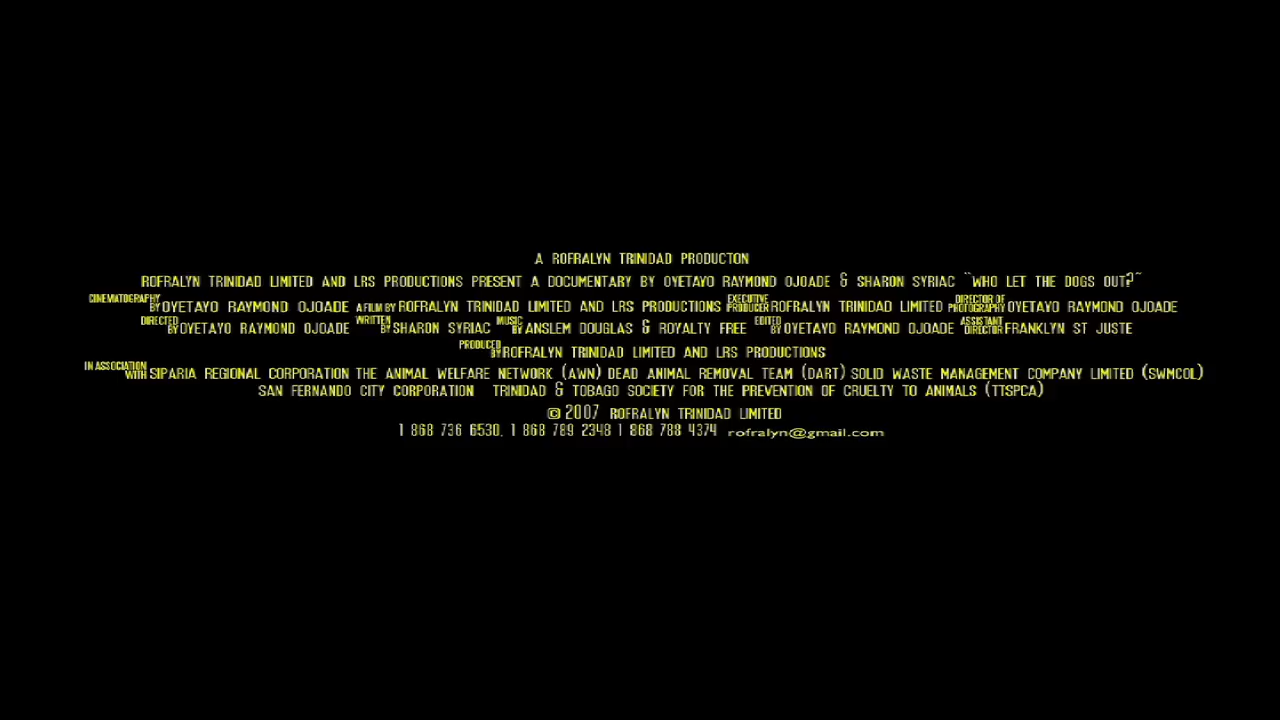 A ROFRALYN TRINIDAD PRODUCTON
ROFRALYN TRINIDAD LIMITED AND LRS PRODUCTIONS PRESENT A DOCUMENTARY BY OYETAYO RAYMOND OJOADE & SHARON SYRIAC "WHO LET THE DOGS OUT?"
CINEMATOGRAPHY BY OYETAYO RAYMOND OJOADE A FILM BY ROFRALYN TRINIDAD LIMITED AND LRS PRODUCTIONS EXECUTIVE PRODUCER ROFRALYN TRINIDAD LIMITED DIRECTOR OF PHOTOGRAPHY OYETAYO RAYMOND OJOADE
DIRECTED BY OYETAYO RAYMOND OJOADE WRITTEN BY SHARON SYRIAC MUSIC BY ANSLEM DOUGLAS & ROYALTY FREE EDITED BY OYETAYO RAYMOND OJOADE ASSISTANT DIRECTOR FRANKLYN ST JUSTE
PRODUCED BY ROFRALYN TRINIDAD LIMITED AND LRS PRODUCTIONS
IN ASSOCIATION WITH SIPARIA REGIONAL CORPORATION THE ANIMAL WELFARE NETWORK (AWN) DEAD ANIMAL REMOVAL TEAM (DART) SOLID WASTE MANAGEMENT COMPANY LIMITED (SWMCOL)
SAN FERNANDO CITY CORPORATION TRINIDAD & TOBAGO SOCIETY FOR THE PREVENTION OF CRUELTY TO ANIMALS (TTSPCA)
© 2007 ROFRALYN TRINIDAD LIMITED
1 868 736 6530, 1 868 789 2348 1 868 788 4374 rofralyn@gmail.com